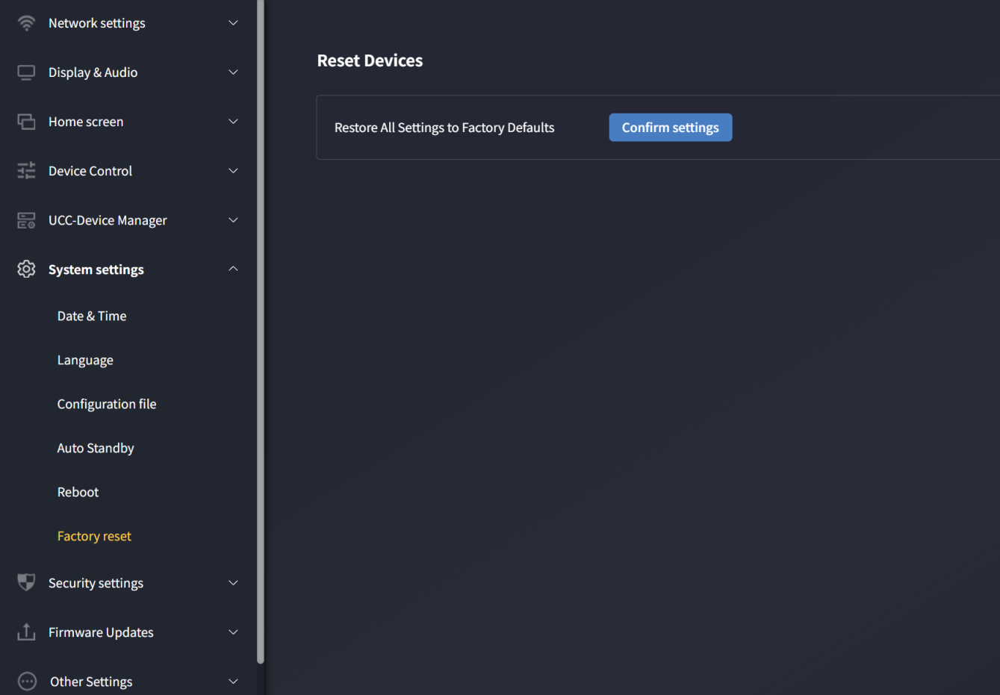 Network settings
Display & Audio
Home screen
Device Control
UCC-Device Manager
System settings
Date & Time
Language
Configuration file
Auto Standby
Reboot
Factory reset
Security settings
Firmware Updates
Other Settings
Reset Devices
Restore All Settings to Factory Defaults
Confirm settings